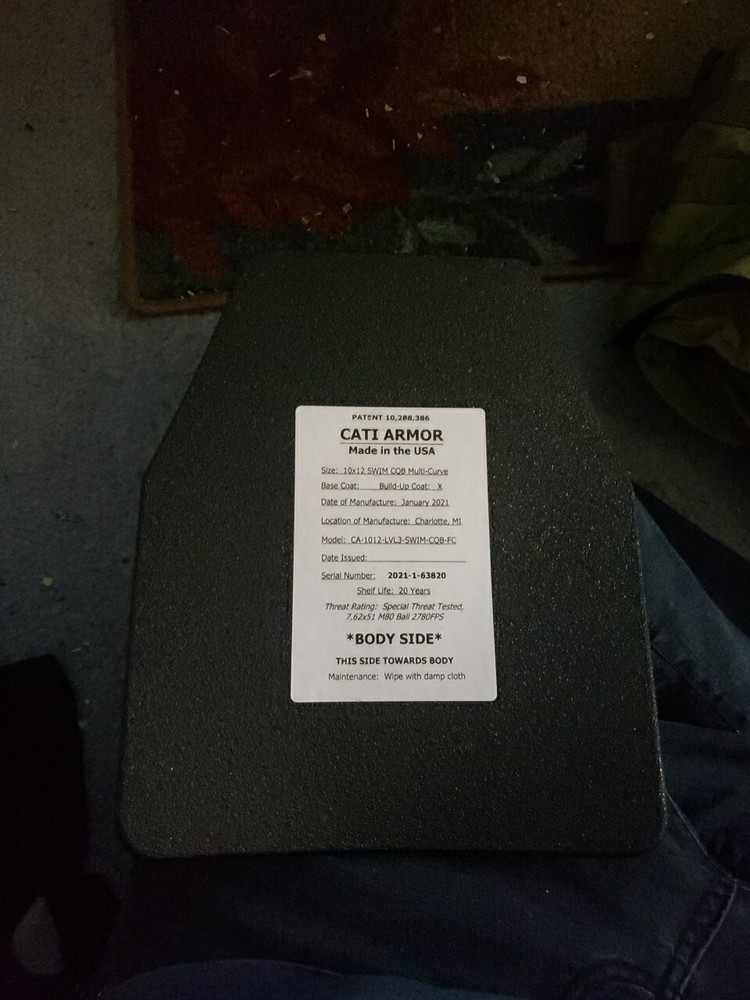 PATENT 10,288,386
CATI ARMOR
Made in the USA
Size: 10x12 SWIM CQB Multi-Curve
Base Coat: ____ Build-Up Coat: X
Date of Manufacture: January 2021
Location of Manufacture: Charlotte, MI
Model: CA-1012-LVL3-SWIM-CQB-FC
Date Issued: ____
Serial Number: 2021-1-63820
Shelf Life: 20 Years
Threat Rating: Special Threat Tested,
7.62x51 M80 Ball 2780FPS
*BODY SIDE*
THIS SIDE TOWARDS BODY
Maintenance: Wipe with damp cloth